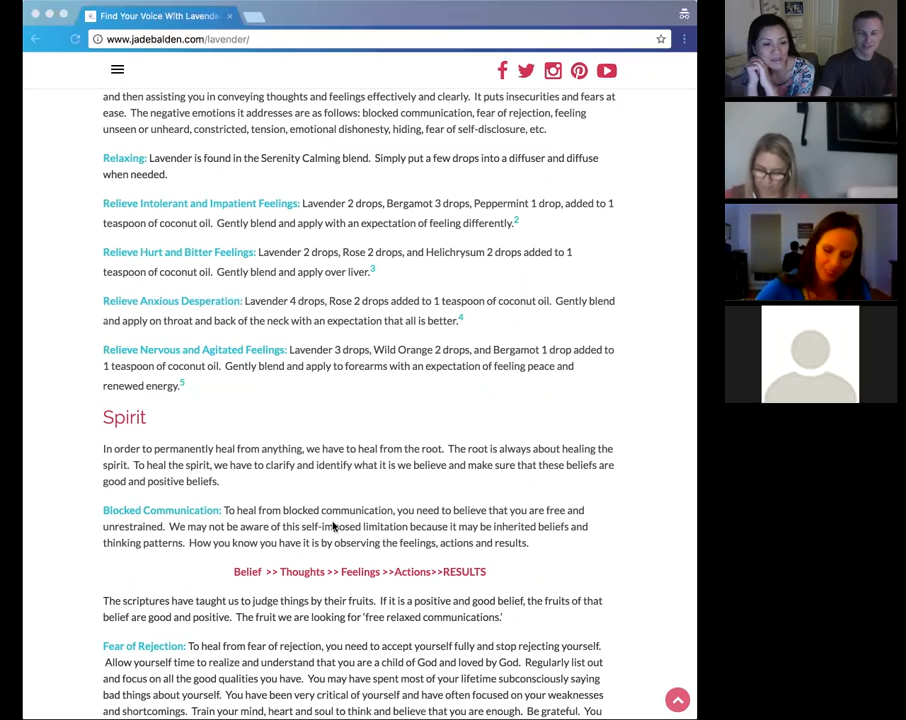 Find Your Voice With Lavende
www.jadebalden.com/lavender/
and then assisting you in conveying thoughts and feelings effectively and clearly. It puts insecurities and fears at
ease. The negative emotions it addresses are as follows: blocked communication, fear of rejection, feeling
unseen or unheard, constricted, tension, emotional dishonesty, hiding, fear of self-disclosure, etc.
Relaxing: Lavender is found in the Serenity Calming blend. Simply put a few drops into a diffuser and diffuse
when needed.
Relieve Intolerant and Impatient Feelings: Lavender 2 drops, Bergamot 3 drops, Peppermint 1 drop, added to 1
teaspoon of coconut oil. Gently blend and apply with an expectation of feeling differently.2
Relieve Hurt and Bitter Feelings: Lavender 2 drops, Rose 2 drops, and Helichrysum 2 drops added to 1
teaspoon of coconut oil. Gently blend and apply over liver.3
Relieve Anxious Desperation: Lavender 4 drops, Rose 2 drops added to 1 teaspoon of coconut oil. Gently blend
and apply on throat and back of the neck with an expectation that all is better.4
Relieve Nervous and Agitated Feelings: Lavender 3 drops, Wild Orange 2 drops, and Bergamot 1 drop added to
1 teaspoon of coconut oil. Gently blend and apply to forearms with an expectation of feeling peace and
renewed energy.5
Spirit
In order to permanently heal from anything, we have to heal from the root. The root is always about healing the
spirit. To heal the spirit, we have to clarify and identify what it is we believe and make sure that these beliefs are
good and positive beliefs.
Blocked Communication: To heal from blocked communication, you need to believe that you are free and
unrestrained. We may not be aware of this self-imposed limitation because it may be inherited beliefs and
thinking patterns. How you know you have it is by observing the feelings, actions and results.
Belief >> Thoughts >> Feelings >>Actions>>RESULTS
The scriptures have taught us to judge things by their fruits. If it is a positive and good belief, the fruits of that
belief are good and positive. The fruit we are looking for 'free relaxed communications.'
Fear of Rejection: To heal from fear of rejection, you need to accept yourself fully and stop rejecting yourself.
Allow yourself time to realize and understand that you are a child of God and loved by God. Regularly list out
and focus on all the good qualities you have. You may have spent most of your lifetime subconsciously saying
bad things about yourself. You have been very critical of yourself and have often focused on your weaknesses
and shortcomings. Train your mind, heart and soul to think and believe that you are enough. Be grateful. You